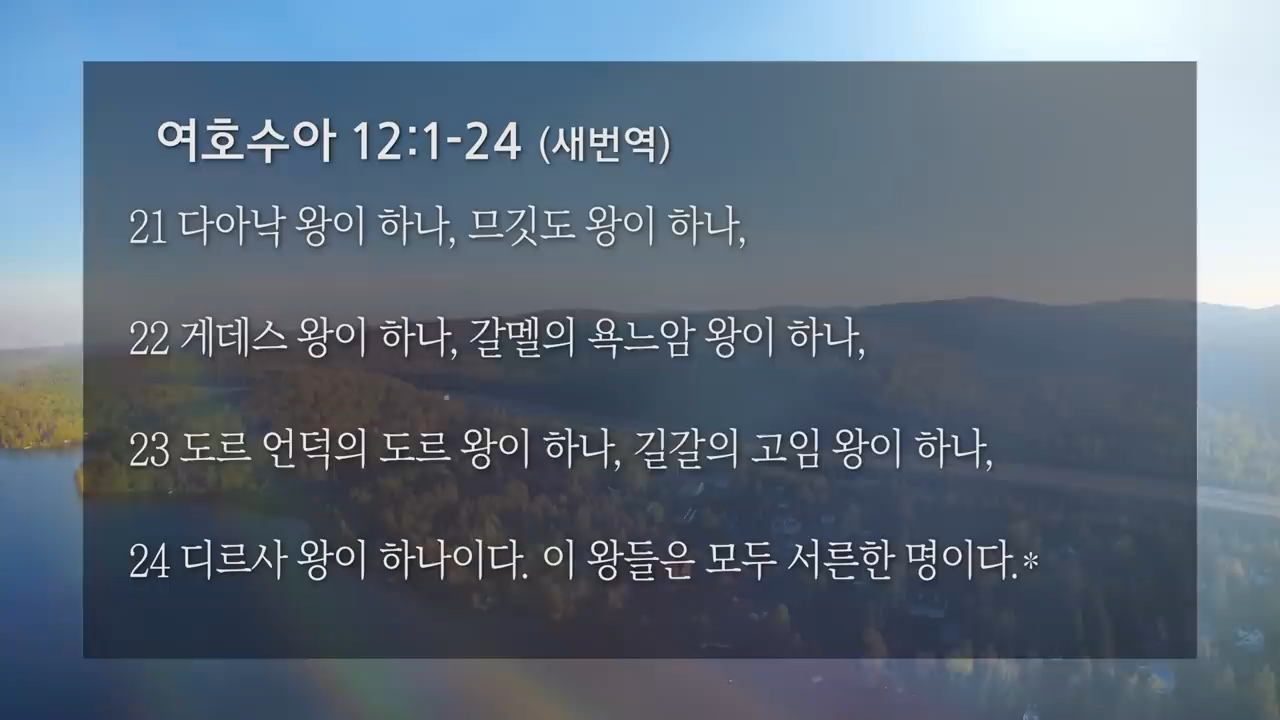 여호수아 12:1-24 (새번역)
21 다아낙 왕이 하나, 므깃도 왕이 하나,
22 게데스 왕이 하나, 갈멜의 욕느암 왕이 하나,
23 도르 언덕의 도르 왕이 하나, 길갈의 고임 왕이 하나,
24 디르사 왕이 하나이다. 이 왕들은 모두 서른한 명이다.*